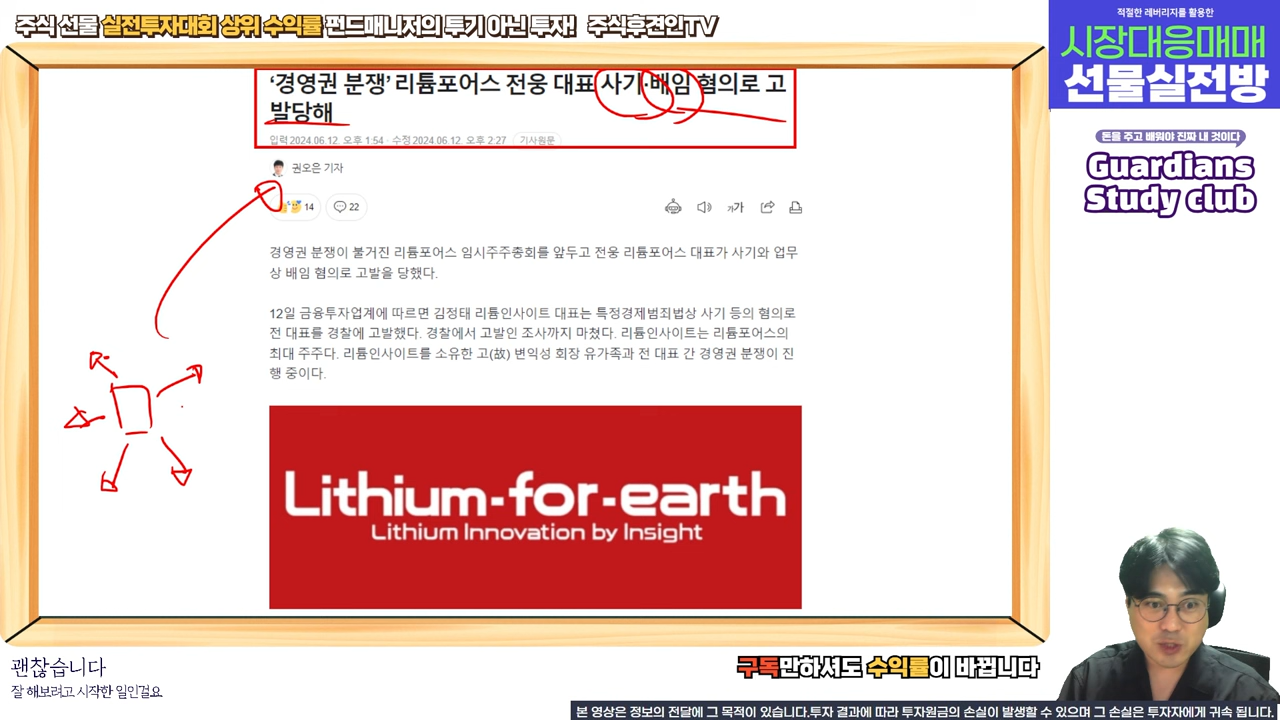 주식 선물 실전투자대회 상위 수익률 펀드매니저의 투기 아닌 투자! 주식후견인TV
적절한 레버리지를 활용한
시장대응매매
선물실전방
돈을 주고 배워야 진짜 내 것이다
Guardians
Study club
‘경영권 분쟁’ 리튬포어스 전웅 대표 사기·배임 혐의로 고
발당해
입력 2024.06.12. 오후 1:54 · 수정 2024.06.12. 오후 2:27 기사원문
권오은 기자
14 22
가가
경영권 분쟁이 불거진 리튬포어스 임시주주총회를 앞두고 전웅 리튬포어스 대표가 사기와 업무
상 배임 혐의로 고발을 당했다.
12일 금융투자업계에 따르면 김정태 리튬인사이트 대표는 특정경제범죄법상 사기 등의 혐의로
전 대표를 경찰에 고발했다. 경찰에서 고발인 조사까지 마쳤다. 리튬인사이트는 리튬포어스의
최대 주주다. 리튬인사이트를 소유한 고(故) 변익성 회장 유가족과 전 대표 간 경영권 분쟁이 진
행 중이다.
Lithium-for-earth
Lithium Innovation by Insight
괜찮습니다
잘 해보려고 시작한 일인걸요
구독만하셔도 수익률이 바뀝니다
본 영상은 정보의 전달에 그 목적이 있습니다.투자 결과에 따라 투자원금의 손실이 발생할 수 있으며 그 손실은 투자자에게 귀속 됩니다.